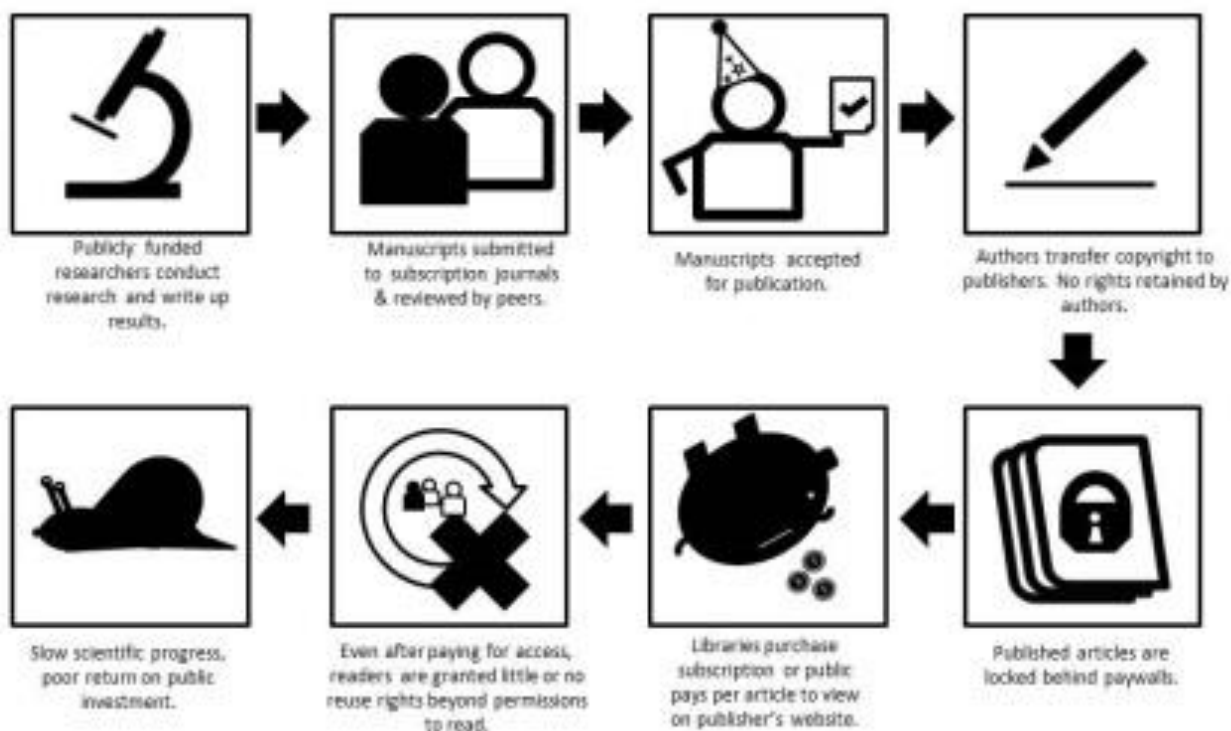 Publicly funded
researchers conduct
research and write up
results.
Manuscripts submitted
to subscription journals
& reviewed by peers.
Manuscripts accepted
for publication.
Authors transfer copyright to
publishers. No rights retained by
authors.
Published articles are
locked behind paywalls.
Libraries purchase
subscription or public
pays per article to view
on publisher's website.
Even after paying for access,
readers are granted little or no
reuse rights beyond permissions
to read.
Slow scientific progress,
poor return on public
investment.